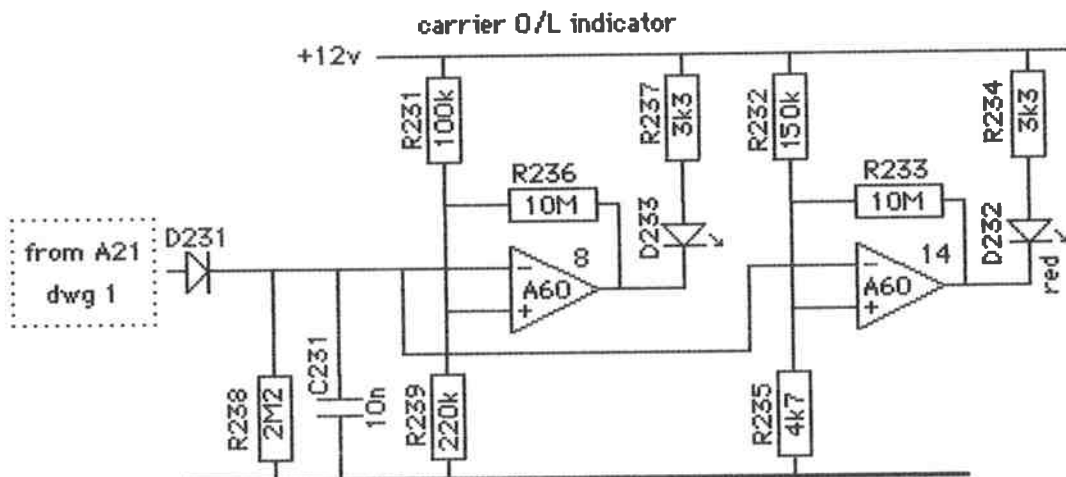 carrier O/L indicator
+12v
R231
100k
R237
3k3
R232
150k
R234
3k3
R236
10M
R233
10M
from A21
dwg 1
D231
D233
D232
red
8
A60
14
A60
R238
2M2
C231
10n
R239
220k
R235
4k7